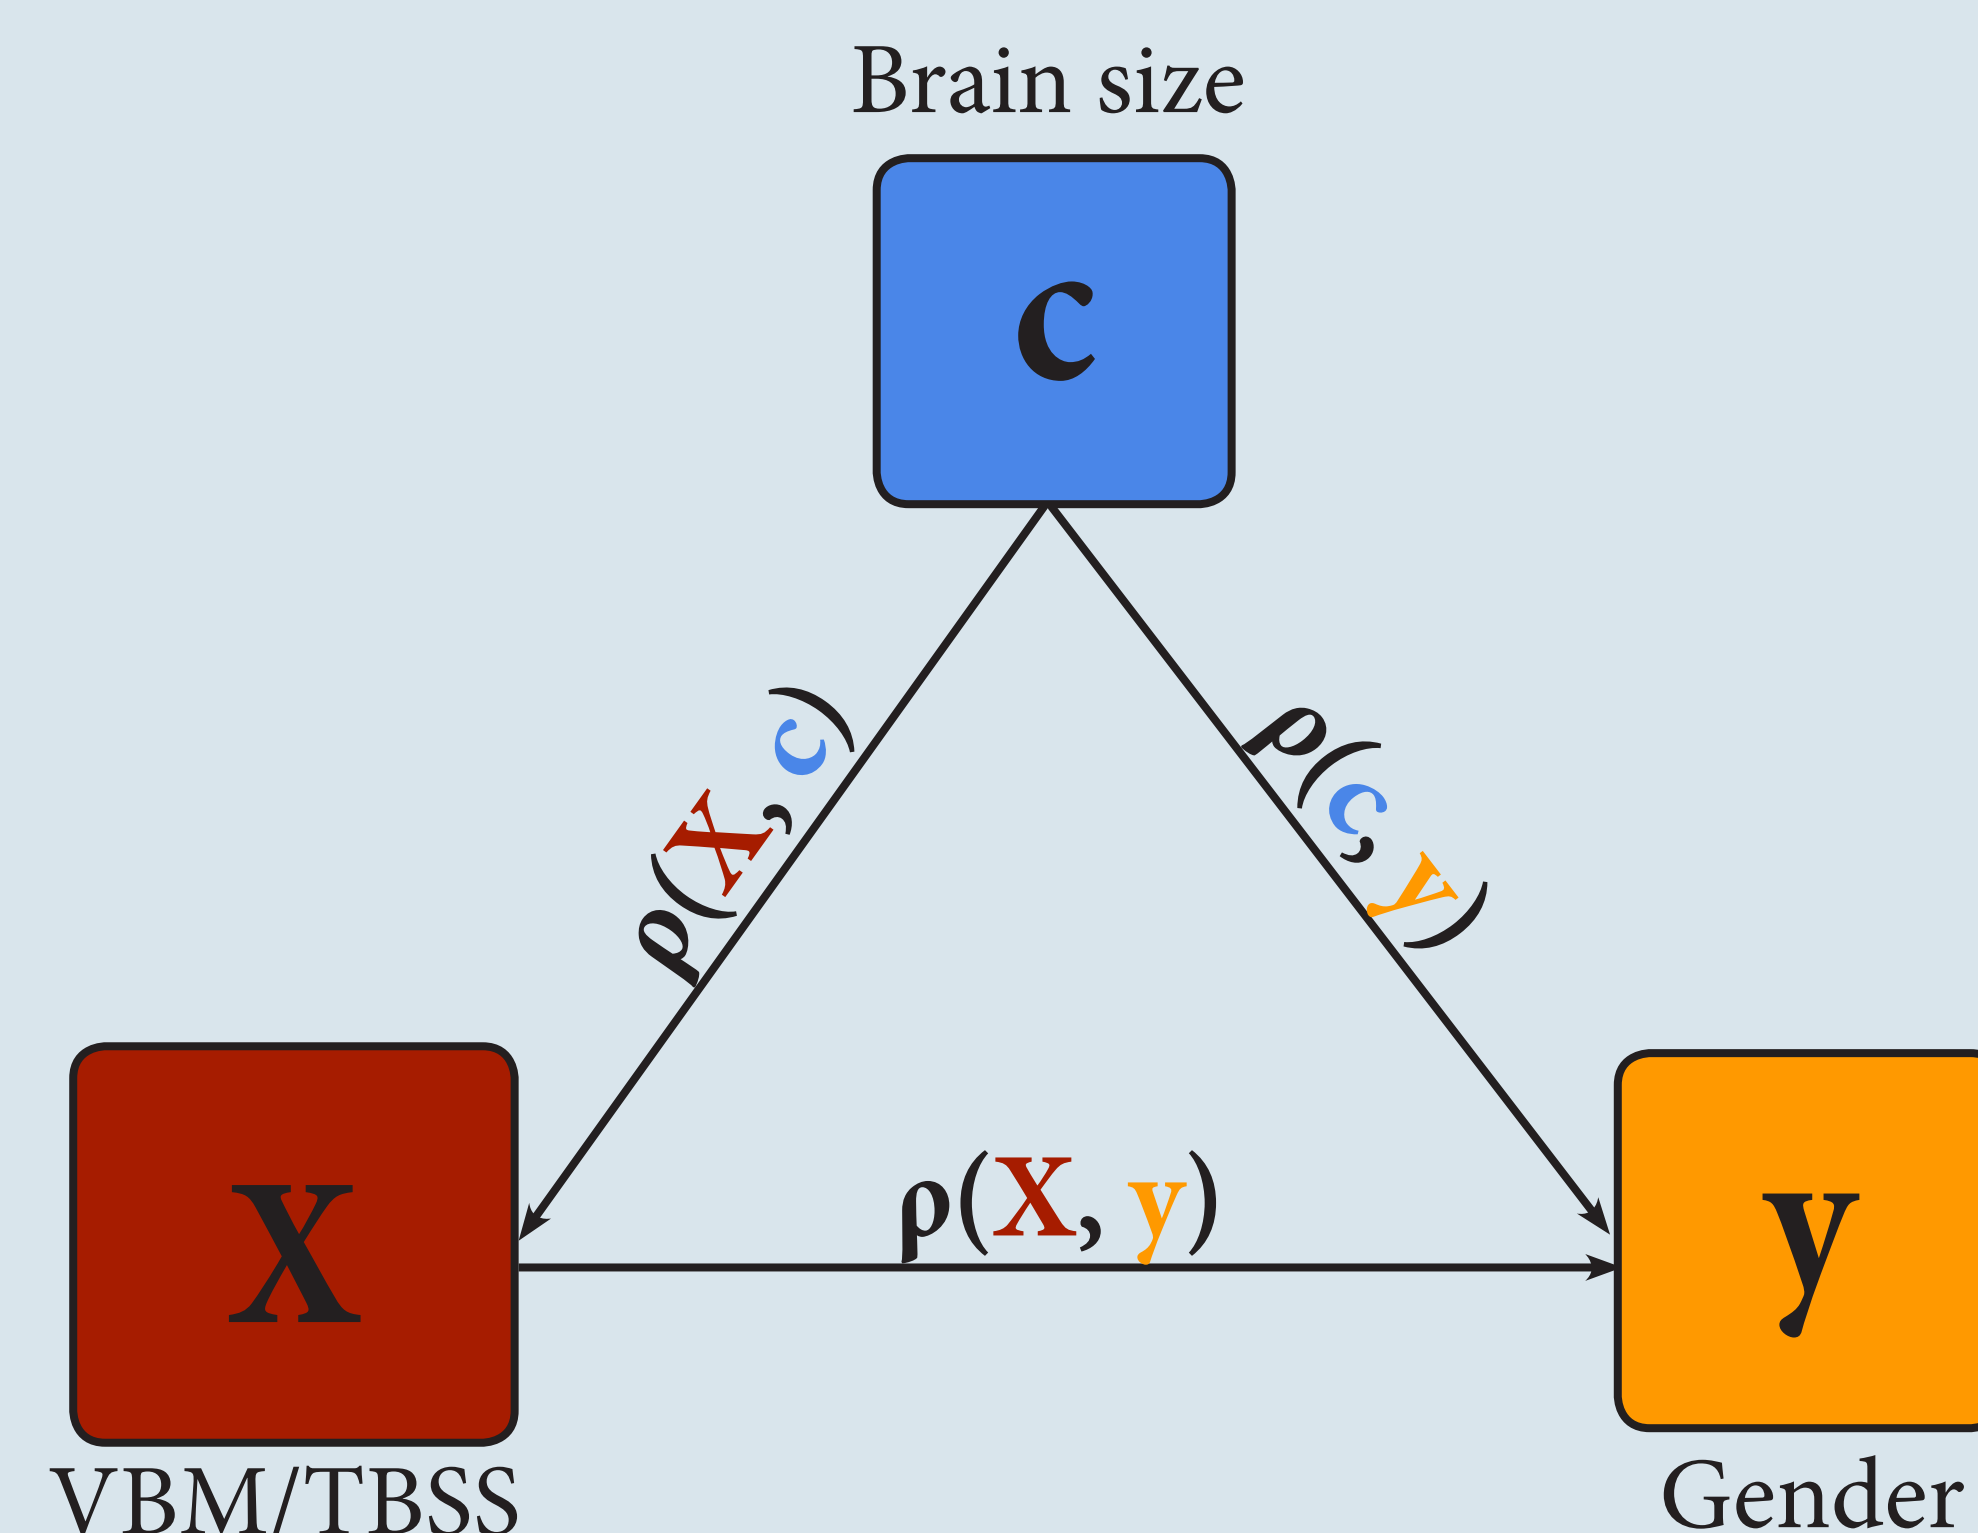 Brain size
c
ρ(X, c)
ρ(c, y)
ρ(X, y)
X
y
VBM/TBSS
Gender